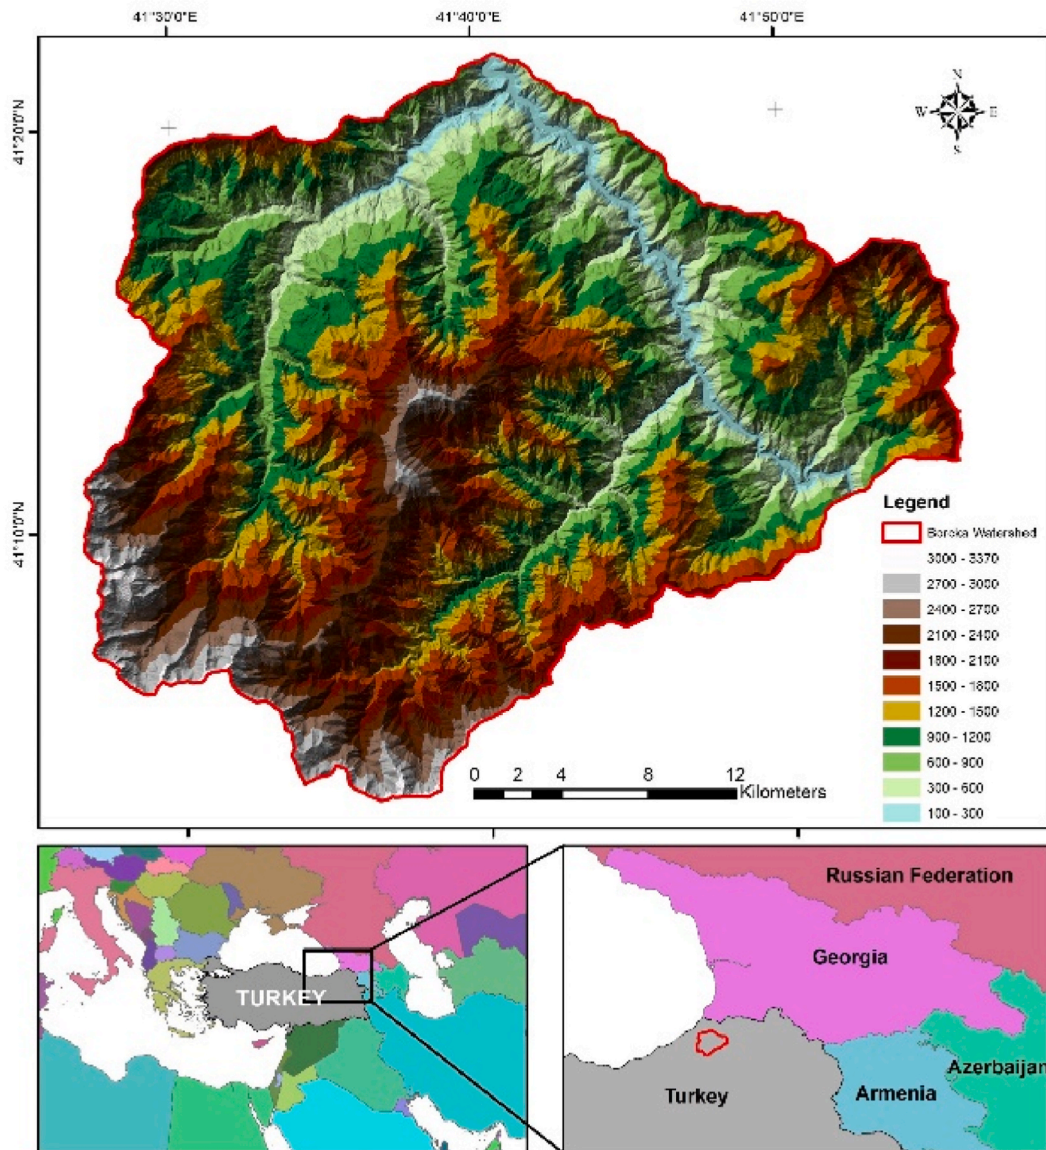 41°30'0"E 41°40'0"E 41°50'0"E
41°20'0"N
41°10'0"N
N
W E
S
Legend
Borcka Watershed
3000 - 3370
2700 - 3000
2400 - 2700
2100 - 2400
1800 - 2100
1500 - 1800
1200 - 1500
900 - 1200
600 - 900
300 - 600
100 - 300
0 2 4 8 12
Kilometers
TURKEY
Russian Federation
Georgia
Azerbaijan
Armenia
Turkey